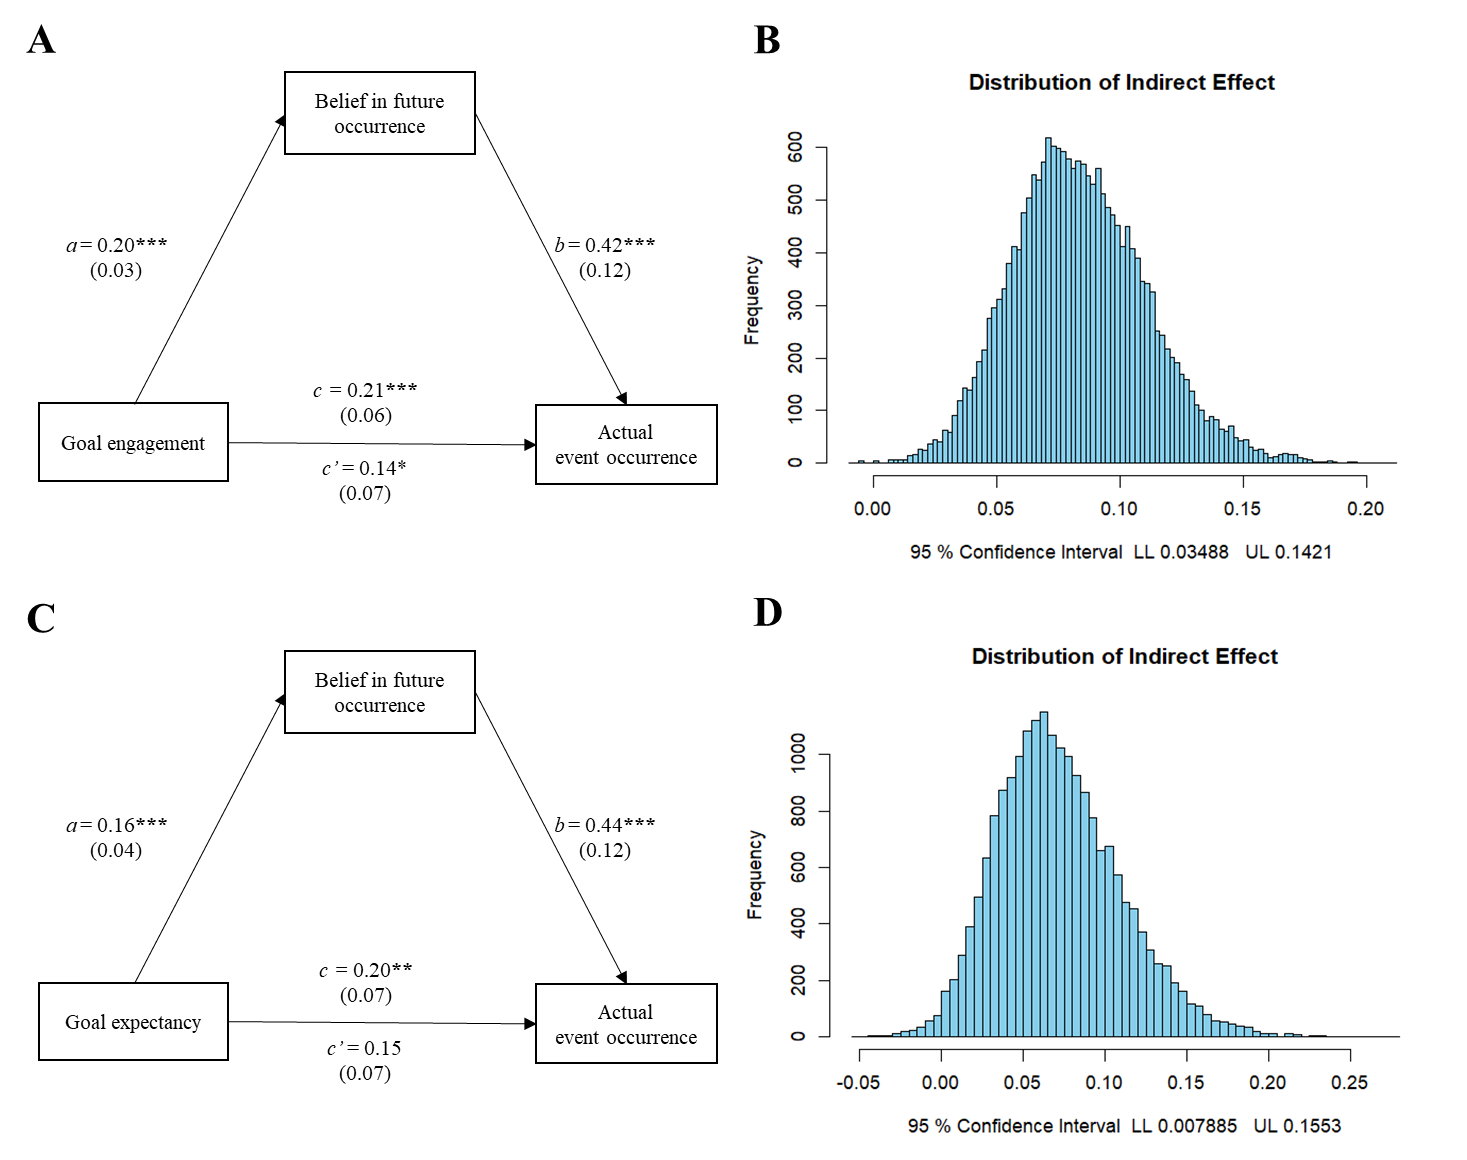 A
Belief in future
occurrence
a = 0.20***
(0.03)
b = 0.42***
(0.12)
c = 0.21***
(0.06)
Goal engagement
Actual
event occurrence
c’ = 0.14*
(0.07)
B
Distribution of Indirect Effect
Frequency
600
500
400
300
200
100
0
0.00 0.05 0.10 0.15 0.20
95 % Confidence Interval LL 0.03488 UL 0.1421
C
Belief in future
occurrence
a = 0.16***
(0.04)
b = 0.44***
(0.12)
c = 0.20**
(0.07)
Goal expectancy
Actual
event occurrence
c’ = 0.15
(0.07)
D
Distribution of Indirect Effect
Frequency
1000
800
600
400
200
0
-0.05 0.00 0.05 0.10 0.15 0.20 0.25
95 % Confidence Interval LL 0.007885 UL 0.1553